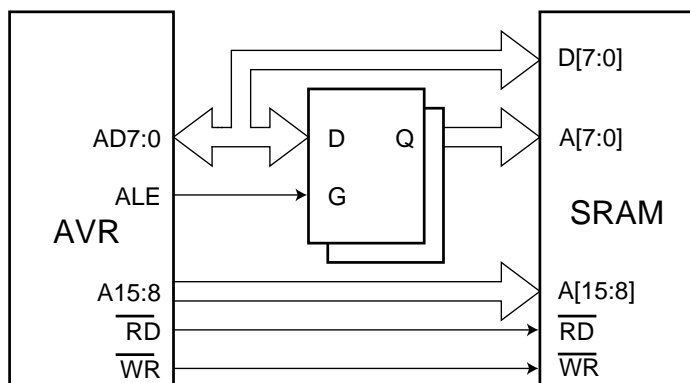 D[7:0]
AD7:0 D Q A[7:0]
ALE G
AVR SRAM
A15:8 A[15:8]
RD RD
WR WR